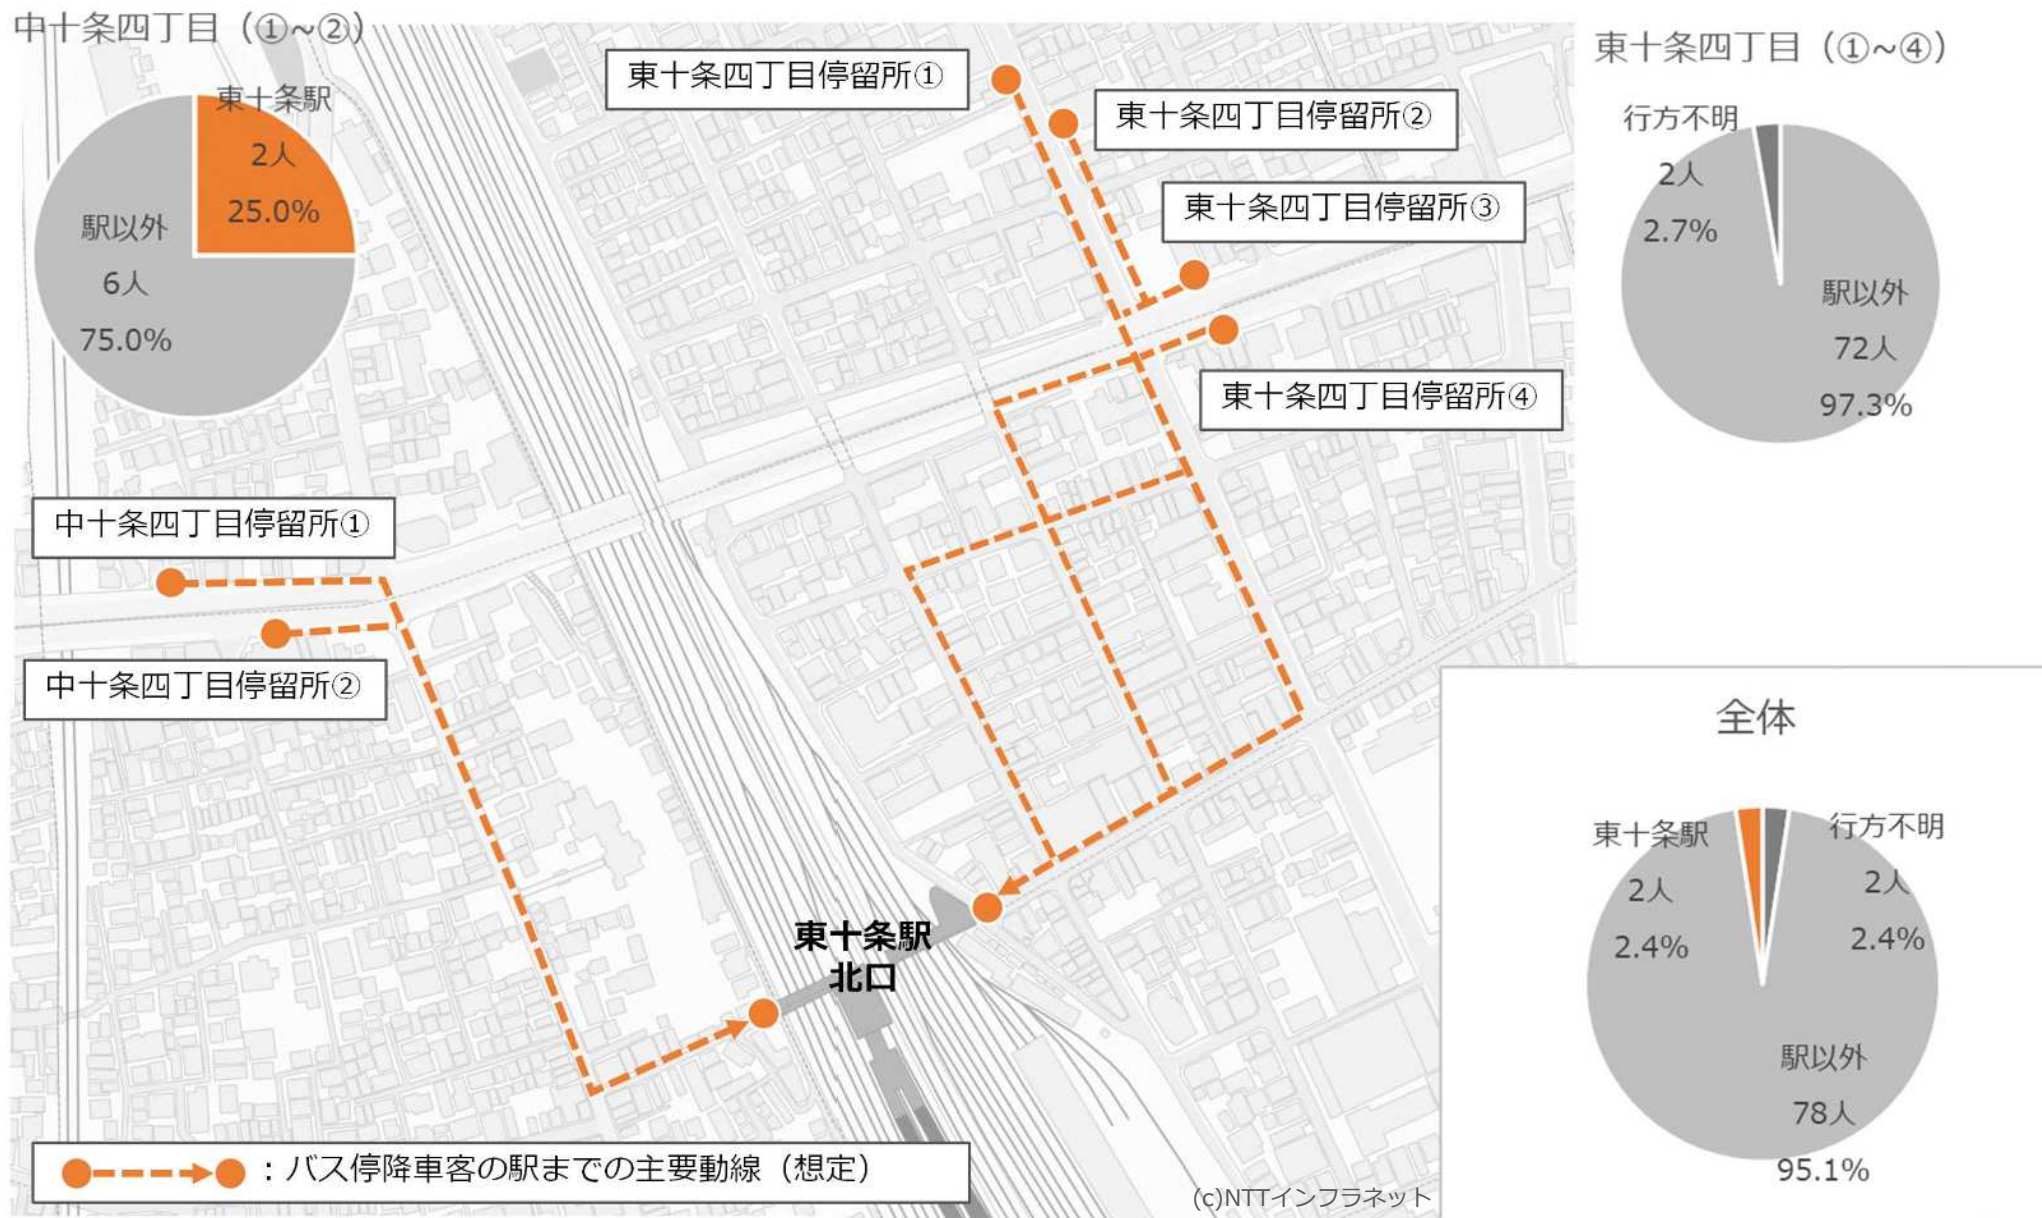 中十条四丁目（①~②）
東十条駅
2人
25.0%
駅以外
6人
75.0%
東十条四丁目停留所①
東十条四丁目停留所②
東十条四丁目停留所③
東十条四丁目停留所④
東十条四丁目（①~④）
行方不明
2人
2.7%
駅以外
72人
97.3%
中十条四丁目停留所①
中十条四丁目停留所②
東十条駅
北口
全体
東十条駅
2人
2.4%
行方不明
2人
2.4%
駅以外
78人
95.1%
：バス停降車客の駅までの主要動線（想定）
(c)NTTインフラネット